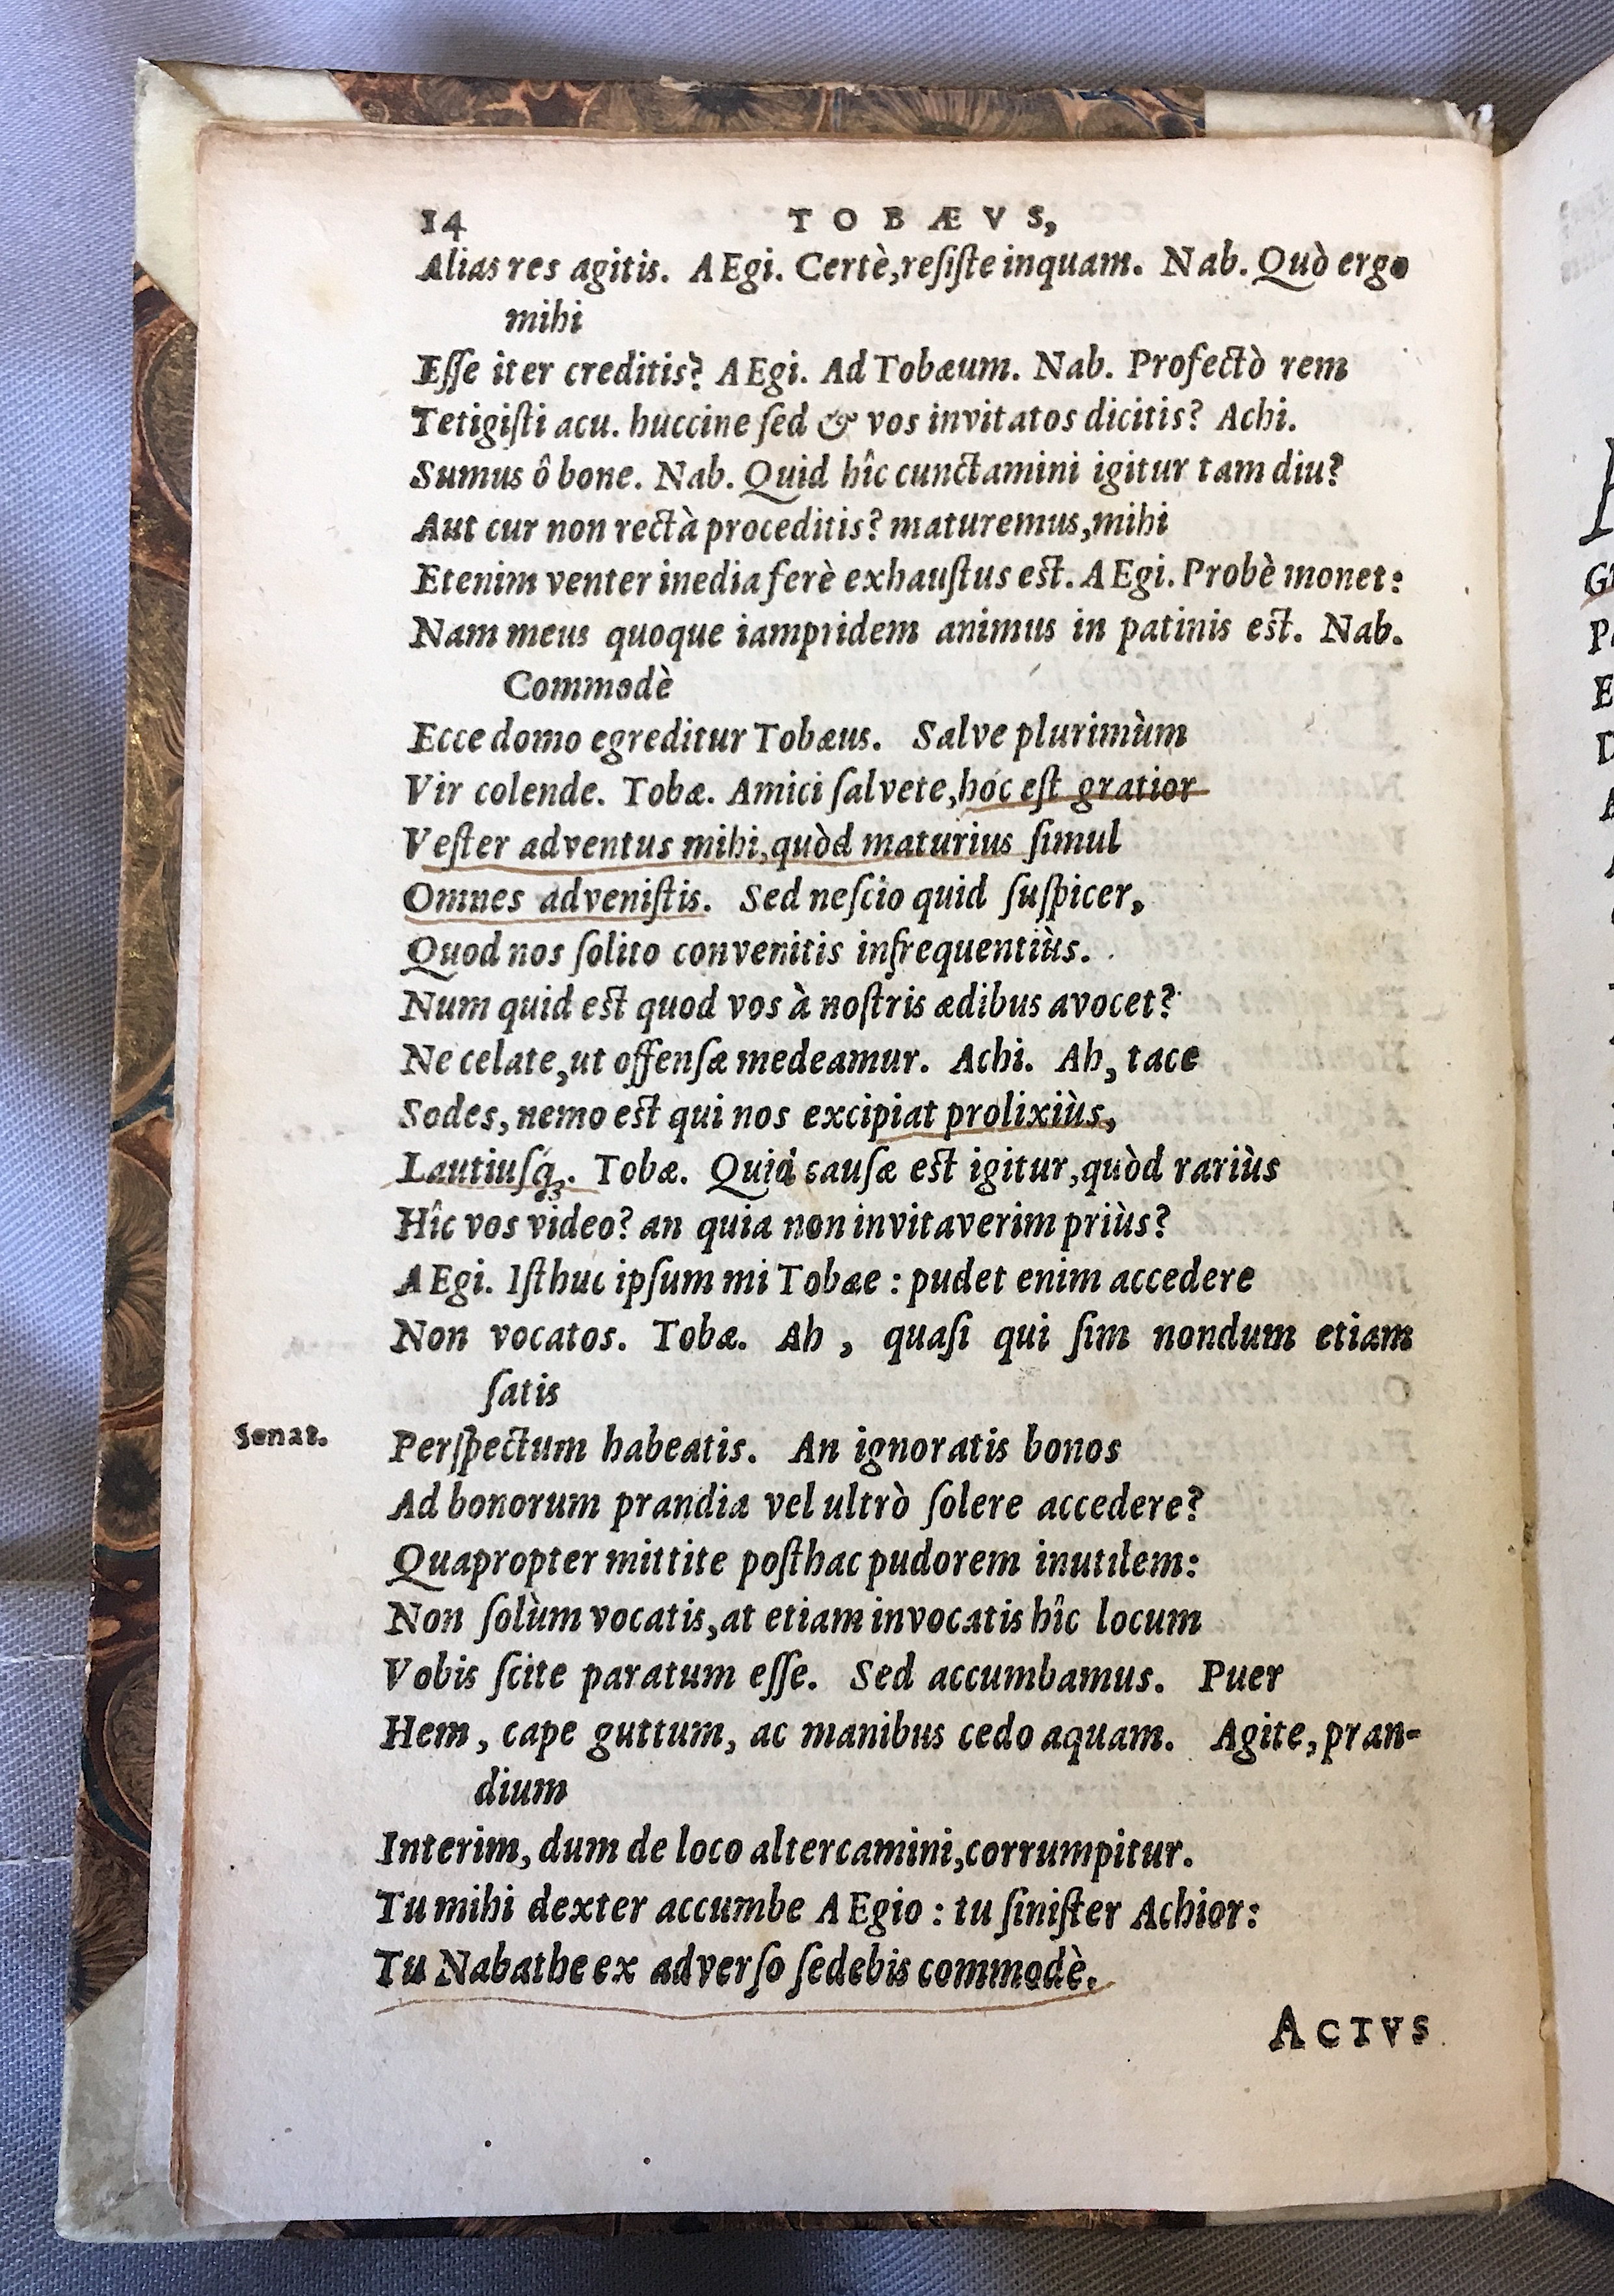 14 TOBÆVS,
Alias res agitis. AEgi. Certè,reſiſte inquam. Nab. Quò ergo
mihi
Eſſe iter creditis? AEgi. Ad Tobæum. Nab. Profectò rem
Tetigiſti acu. huccine ſed & vos invitatos dicitis? Achi.
Sumus ô bone. Nab. Quid hîc cunctamini igitur tam diu?
Aut cur non rectà proceditis? maturemus,mihi
Etenim venter inedia ferè exhauſtus eſt. AEgi. Probè monet:
Nam meus quoque iampridem animus in patinis eſt. Nab.
Commodè
Ecce domo egreditur Tobæus. Salve plurimùm
Vir colende. Tobæ. Amici ſalvete,hoc eſt gratior
Veſter adventus mihi,quòd maturius ſimul
Omnes adveniſtis. Sed neſcio quid ſuſpicer,
Quod nos ſolito convenitis infrequentiùs.
Num quid eſt quod vos à noſtris ædibus avocet?
Ne celate,ut offenſæ medeamur. Achi. Ah, tace
Sodes, nemo eſt qui nos excipiat prolixiùs,
Lautiuſq́ꝫ. Tobæ. Quid cauſæ eſt igitur,quòd rariùs
Hîc vos video? an quia non invitaverim priùs?
AEgi. Iſthuc ipſum mi Tobæe : pudet enim accedere
Non vocatos. Tobæ. Ah , quaſi qui ſim nondum etiam
ſatis
Senat. Perſpectum habeatis. An ignoratis bonos
Ad bonorum prandia vel ultrò ſolere accedere?
Quapropter mittite poſthac pudorem inutilem:
Non ſolùm vocatis,at etiam invocatis hîc locum
Vobis ſcite paratum eſſe. Sed accumbamus. Puer
Hem , cape guttum, ac manibus cedo aquam. Agite, pran-
dium
Interim, dum de loco altercamini,corrumpitur.
Tu mihi dexter accumbe AEgio : tu ſiniſter Achior:
Tu Nabathe ex adverſo ſedebis commodè.
ACTVS